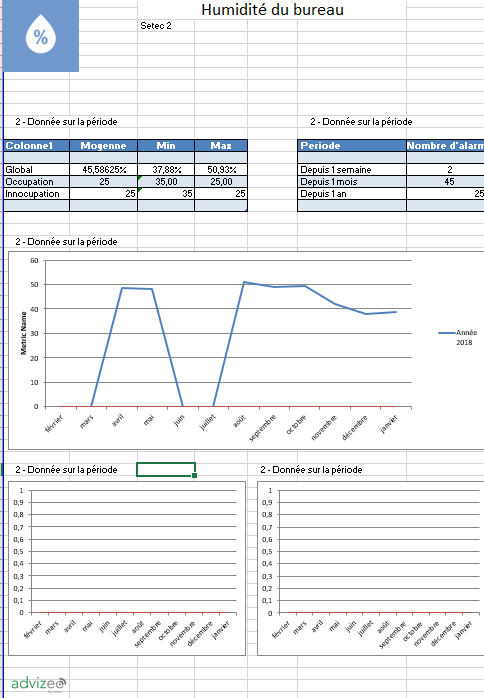 Humidité du bureau
%
Setec 2
2 - Donnée sur la période
2 - Donnée sur la période
Colonne1 Moyenne Min Max
Periode Nombre d'alarm
Global 45,58625% 37,88% 50,93%
Depuis 1 semaine 2
Occupation 25 35,00 25,00
Depuis 1 mois 45
Innocupation 25 35 25
Depuis 1 an 25
2 - Donnée sur la période
60
50
40
30
20
10
0
Metric Name
février mars avril mai juin juillet août septembre octobre novembre décembre janvier
Année
2018
2 - Donnée sur la période
2 - Donnée sur la période
1
0,9
0,8
0,7
0,6
0,5
0,4
0,3
0,2
0,1
0
février mars avril mai juin juillet août septembre octobre novembre décembre janvier
1
0,9
0,8
0,7
0,6
0,5
0,4
0,3
0,2
0,1
0
février mars avril mai juin juillet août septembre octobre novembre décembre janvier
advizeo